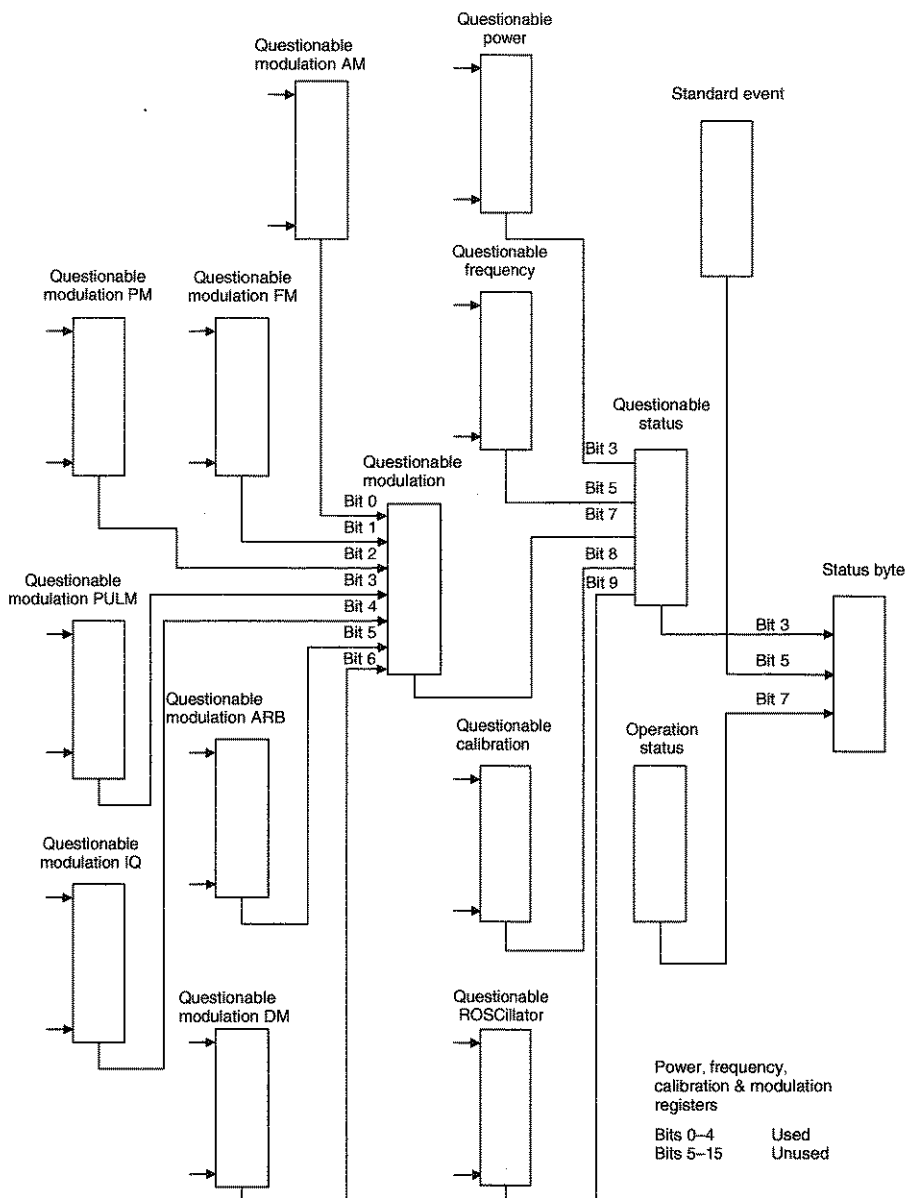 Questionable
power
Questionable
modulation AM
Standard event
Questionable
frequency
Questionable
modulation PM
Questionable
modulation FM
Questionable
status
Bit 3
Questionable
modulation
Bit 5
Bit 7
Bit 8
Bit 9
Bit 0
Bit 1
Bit 2
Bit 3
Bit 4
Bit 5
Bit 6
Questionable
modulation PULM
Status byte
Bit 3
Bit 5
Bit 7
Questionable
modulation ARB
Questionable
calibration
Operation
status
Questionable
modulation IQ
Questionable
modulation DM
Questionable
ROSCillator
Power, frequency,
calibration & modulation
registers
Bits 0–4 Used
Bits 5–15 Unused